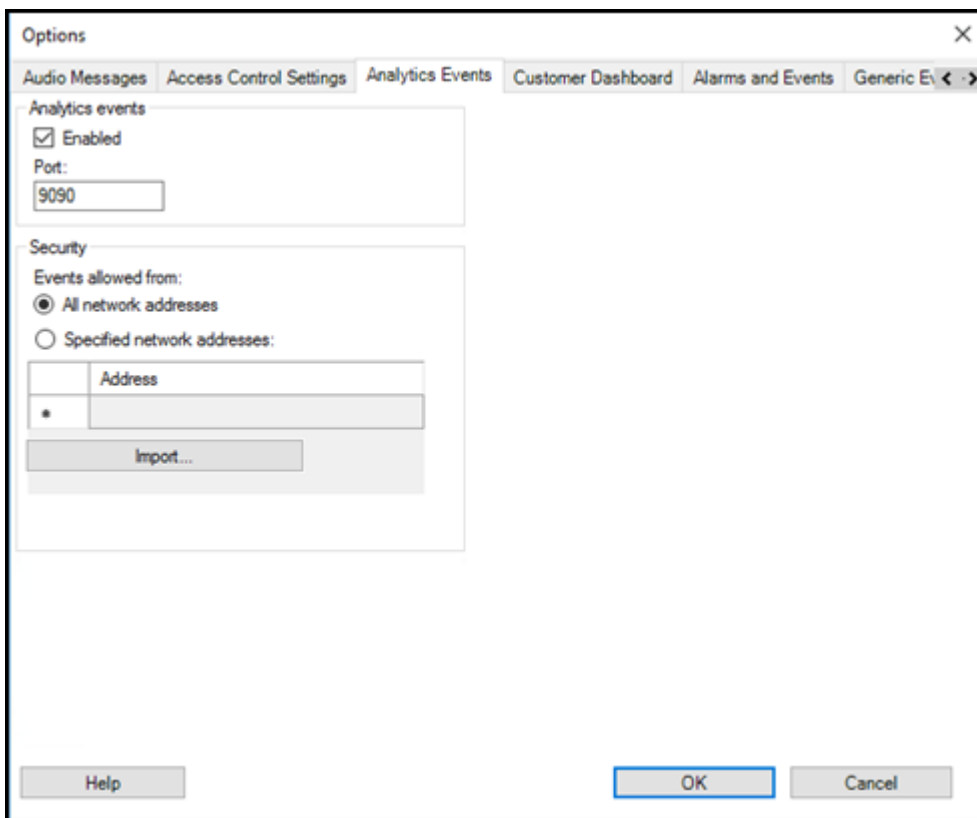 Options
Audio Messages Access Control Settings Analytics Events Customer Dashboard Alarms and Events Generic
Analytics events
Enabled
Port:
9090
Security
Events allowed from:
All network addresses
Specified network addresses:
Address
*
Import...
Help OK Cancel